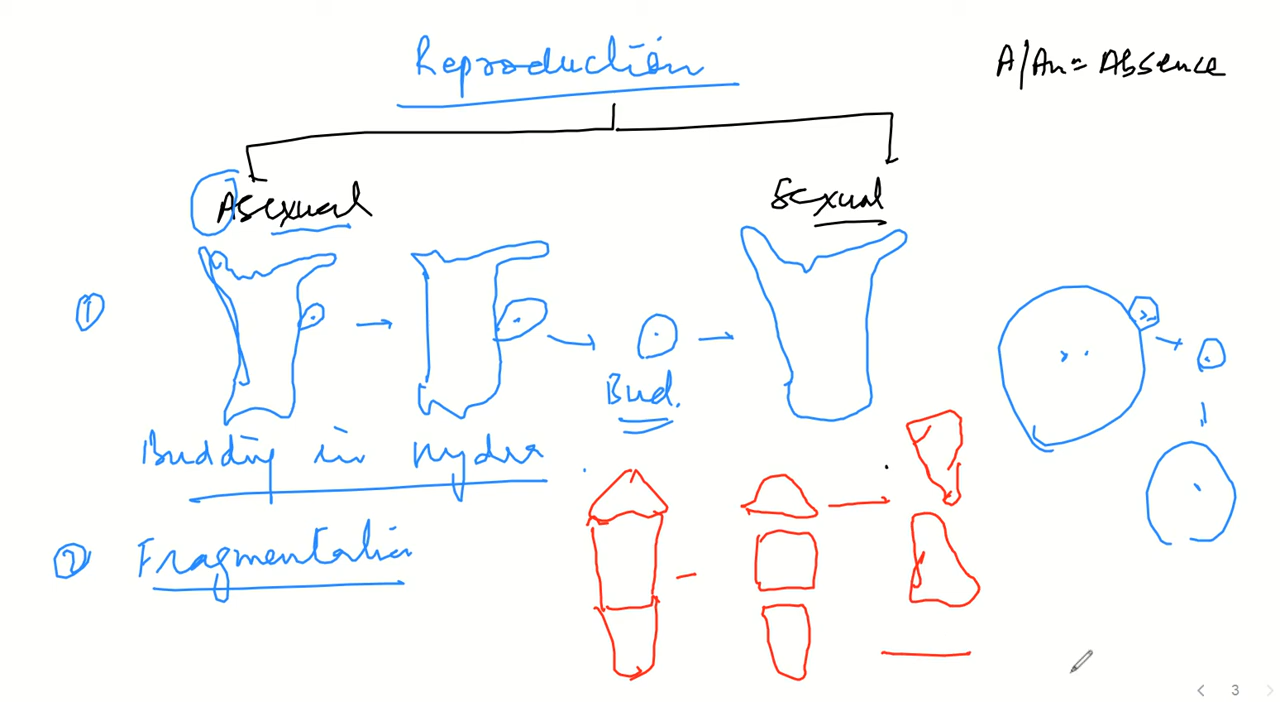 Reproduction
A/An = Absence
Asexual
Sexual
①
Bud.
Budding in Hydra
② Fragmentation
3